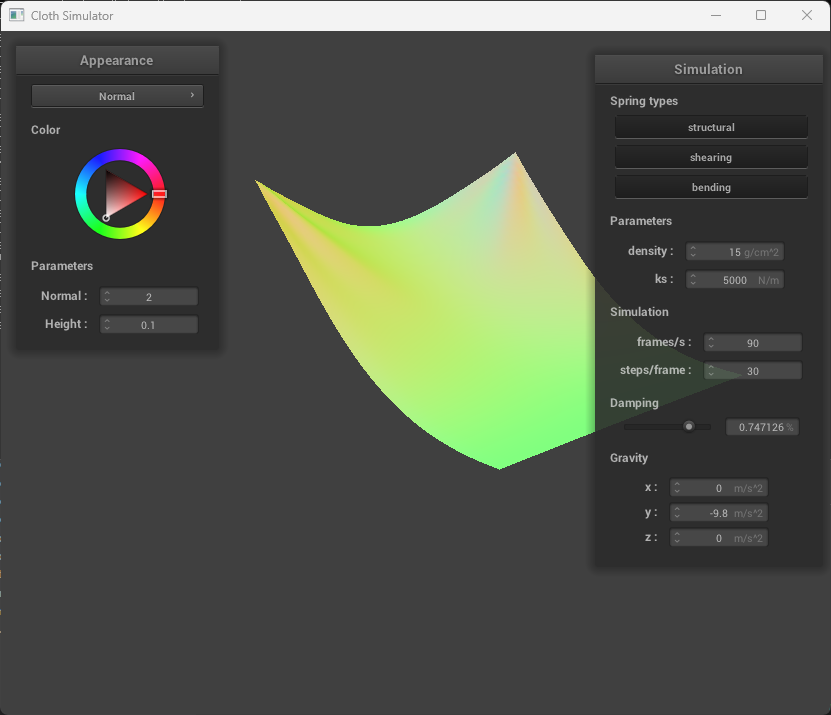 Cloth Simulator
Appearance
Normal
Color
Parameters
Normal : 2
Height : 0.1
Simulation
Spring types
structural
shearing
bending
Parameters
density : 15 g/cm^2
ks : 5000 N/m
Simulation
frames/s : 90
steps/frame : 30
Damping
0.747126 %
Gravity
x : 0 m/s^2
y : -9.8 m/s^2
z : 0 m/s^2